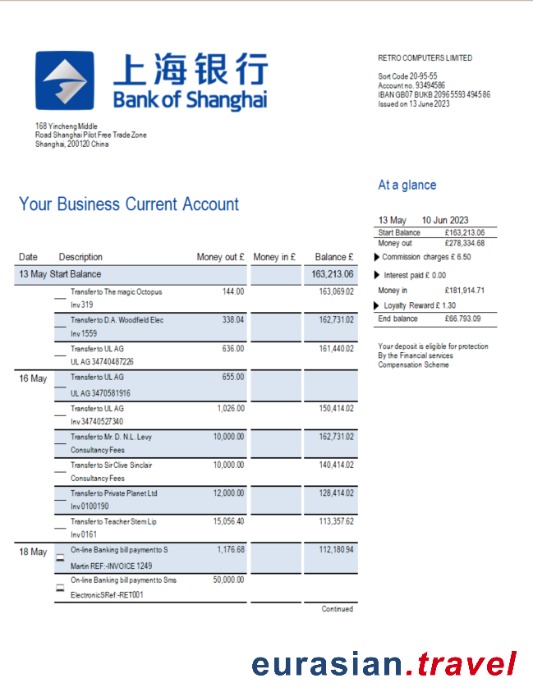 上海银行
Bank of Shanghai
168 Yincheng Middle
Road Shanghai Pilot Free Trade Zone
Shanghai, 200120 China
RETRO COMPUTERS LIMITED
Sort Code 20-95-55
Account no. 93494586
IBAN GB07 BUKB 2096 5593 4945 86
Issued on 13 June 2023
Your Business Current Account
Date Description Money out £ Money in £ Balance £
13 May Start Balance 163,213.06
Transfer to The magic Octopus 144.00 163,069.02
Inv 319
Transfer to D.A. Woodfield Elec 338.04 162,731.02
Inv 1559
Transfer to UL AG 636.00 161,440.02
UL AG 34740487226
16 May Transfer to UL AG 655.00
UL AG 3470581916
Transfer to UL AG 1,026.00 150,414.02
Inv 34740527340
Transfer to Mr. D. N.L. Levy 10,000.00 162,731.02
Consultancy Fees
Transfer to Sir Clive Sinclair 10,000.00 140,414.02
Consultancy Fees
Transfer to Private Planet Ltd 12,000.00 128,414.02
Inv 0100190
Transfer to Teacher Stem Lip 15,056.40 113,357.62
Inv 0161
18 May On-line Banking bill payment to S 1,176.68 112,180.94
Martin REF:-INVOICE 1249
On-line Banking bill payment to Sms 50,000.00
ElectronicSRef -RET001
Continued
At a glance
13 May 10 Jun 2023
Start Balance £163,213.06
Money out £278,334.68
Commission charges £ 6.50
Interest paid £ 0.00
Money in £181,914.71
Loyalty Reward £ 1.30
End balance £66.793.09
Your deposit is eligible for protection
By the Financial services
Compensation Scheme
eurasian.travel